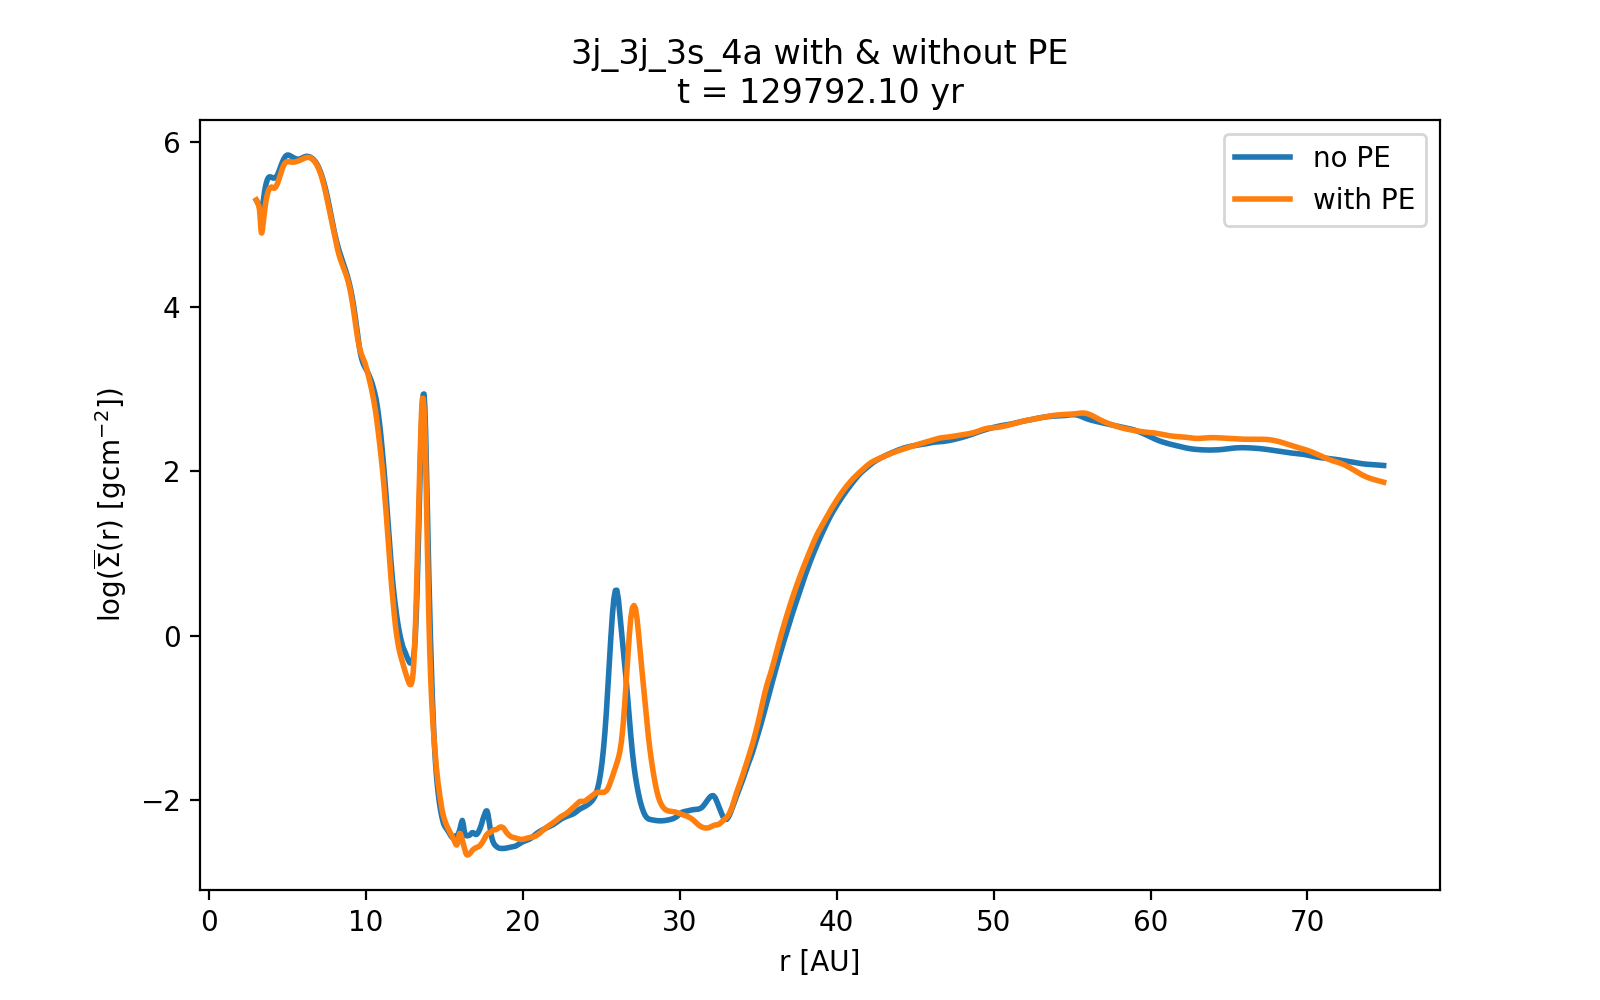 3j_3j_3s_4a with & without PE
t = 129792.10 yr
no PE
with PE
6
4
2
0
−2
log(Σ̅(r) [gcm⁻²])
0 10 20 30 40 50 60 70
r [AU]